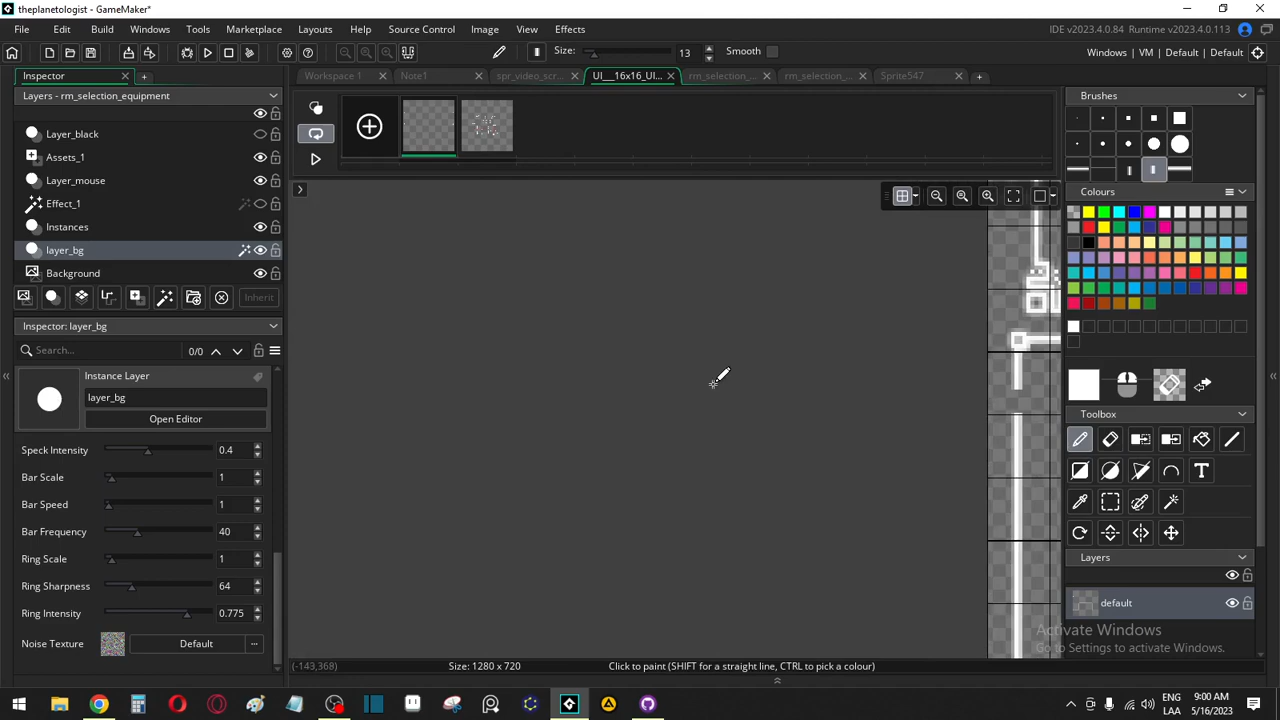 theplanetologist - GameMaker*
File Edit Build Windows Tools Marketplace Layouts Help Source Control Image View Effects
IDE v2023.4.0.84 Runtime v2023.4.0.113
Size: 13 Smooth
Windows | VM | Default | Default
Inspector
Workspace 1 Note1 spr_video_scr... UI___16x16_UI... rm_selection_... rm_selection_... Sprite547
Layers - rm_selection_equipment
Layer_black
Assets_1
Layer_mouse
Effect_1
Instances
layer_bg
Background
Inherit
Inspector: layer_bg
Search... 0/0
Instance Layer
layer_bg
Open Editor
Speck Intensity 0.4
Bar Scale 1
Bar Speed 1
Bar Frequency 40
Ring Scale 1
Ring Sharpness 64
Ring Intensity 0.775
Noise Texture Default ...
Brushes
Colours
Toolbox
Layers
default
Activate Windows
Go to Settings to activate Windows.
(-143,368) Size: 1280 x 720 Click to paint (SHIFT for a straight line, CTRL to pick a colour)
ENG
LAA
9:00 AM
5/16/2023